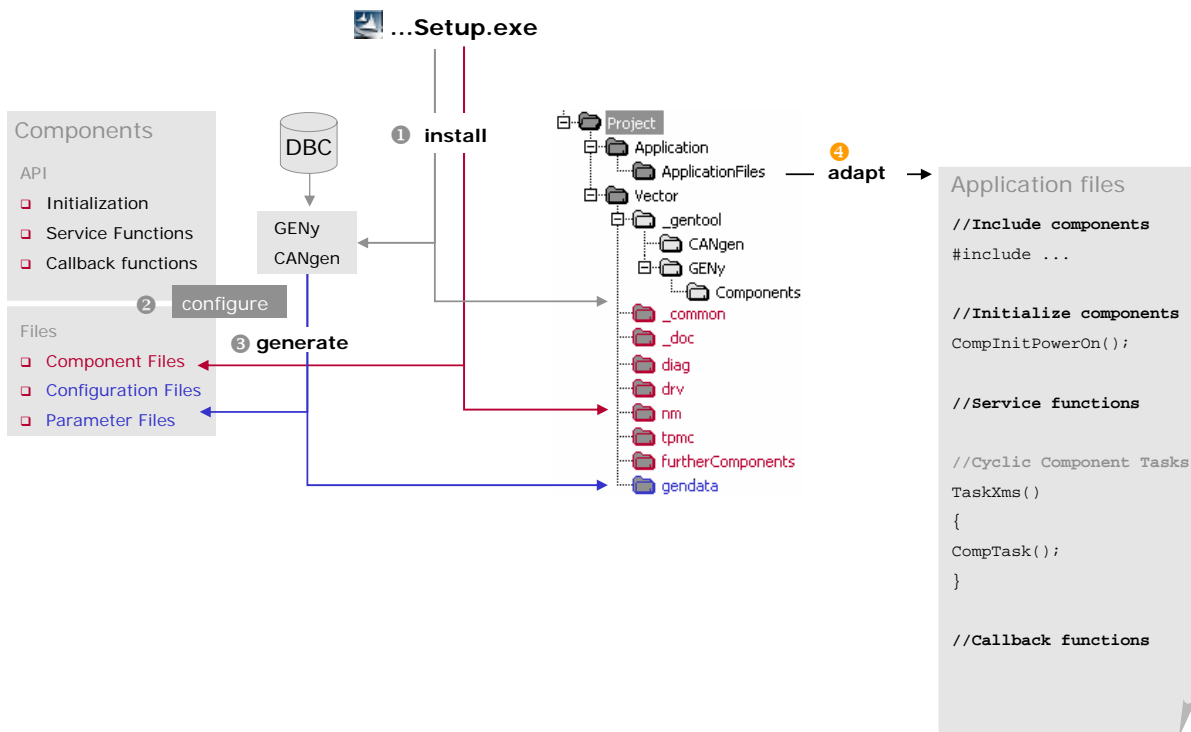 ...Setup.exe
Components
API
Initialization
Service Functions
Callback functions
DBC
GENy
CANgen
❶ install
❷ configure
❸ generate
Files
Component Files
Configuration Files
Parameter Files
Project
Application
ApplicationFiles
Vector
_gentool
CANgen
GENy
Components
_common
_doc
diag
drv
nm
tpmc
furtherComponents
gendata
❹
adapt
Application files
//Include components
#include ...
//Initialize components
CompInitPowerOn();
//Service functions
//Cyclic Component Tasks
TaskXms()
{
CompTask();
}
//Callback functions